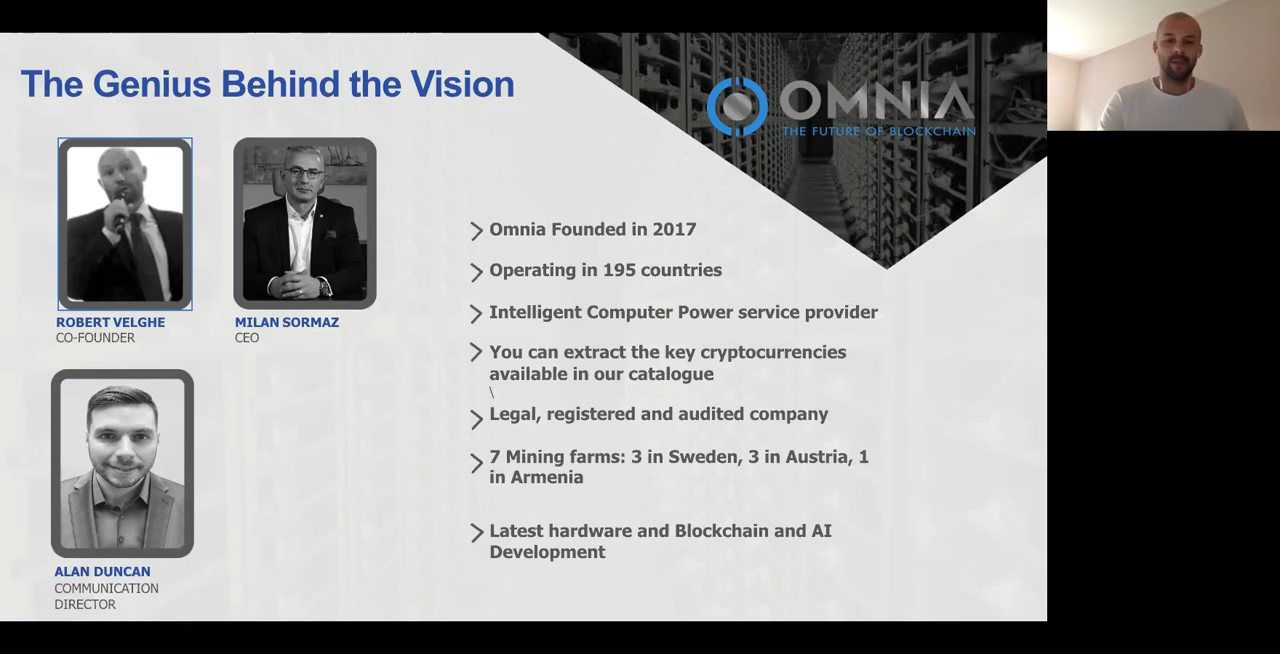 The Genius Behind the Vision
OMNIA
THE FUTURE OF BLOCKCHAIN
ROBERT VELGHE
CO-FOUNDER
MILAN SORMAZ
CEO
ALAN DUNCAN
COMMUNICATION
DIRECTOR
Omnia Founded in 2017
Operating in 195 countries
Intelligent Computer Power service provider
You can extract the key cryptocurrencies
available in our catalogue
\
Legal, registered and audited company
7 Mining farms: 3 in Sweden, 3 in Austria, 1
in Armenia
Latest hardware and Blockchain and AI
Development